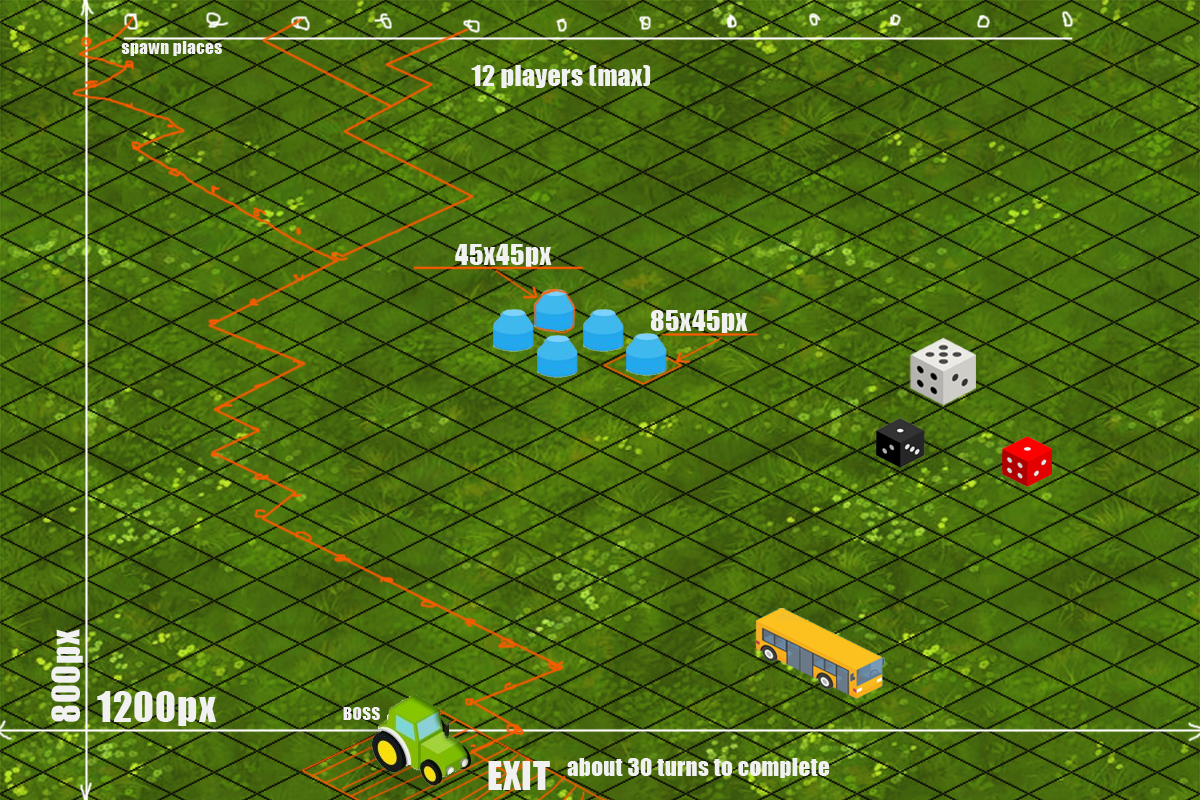 spawn places
12 players (max)
45x45px
85x45px
800px
1200px
BOSS
EXIT
about 30 turns to complete